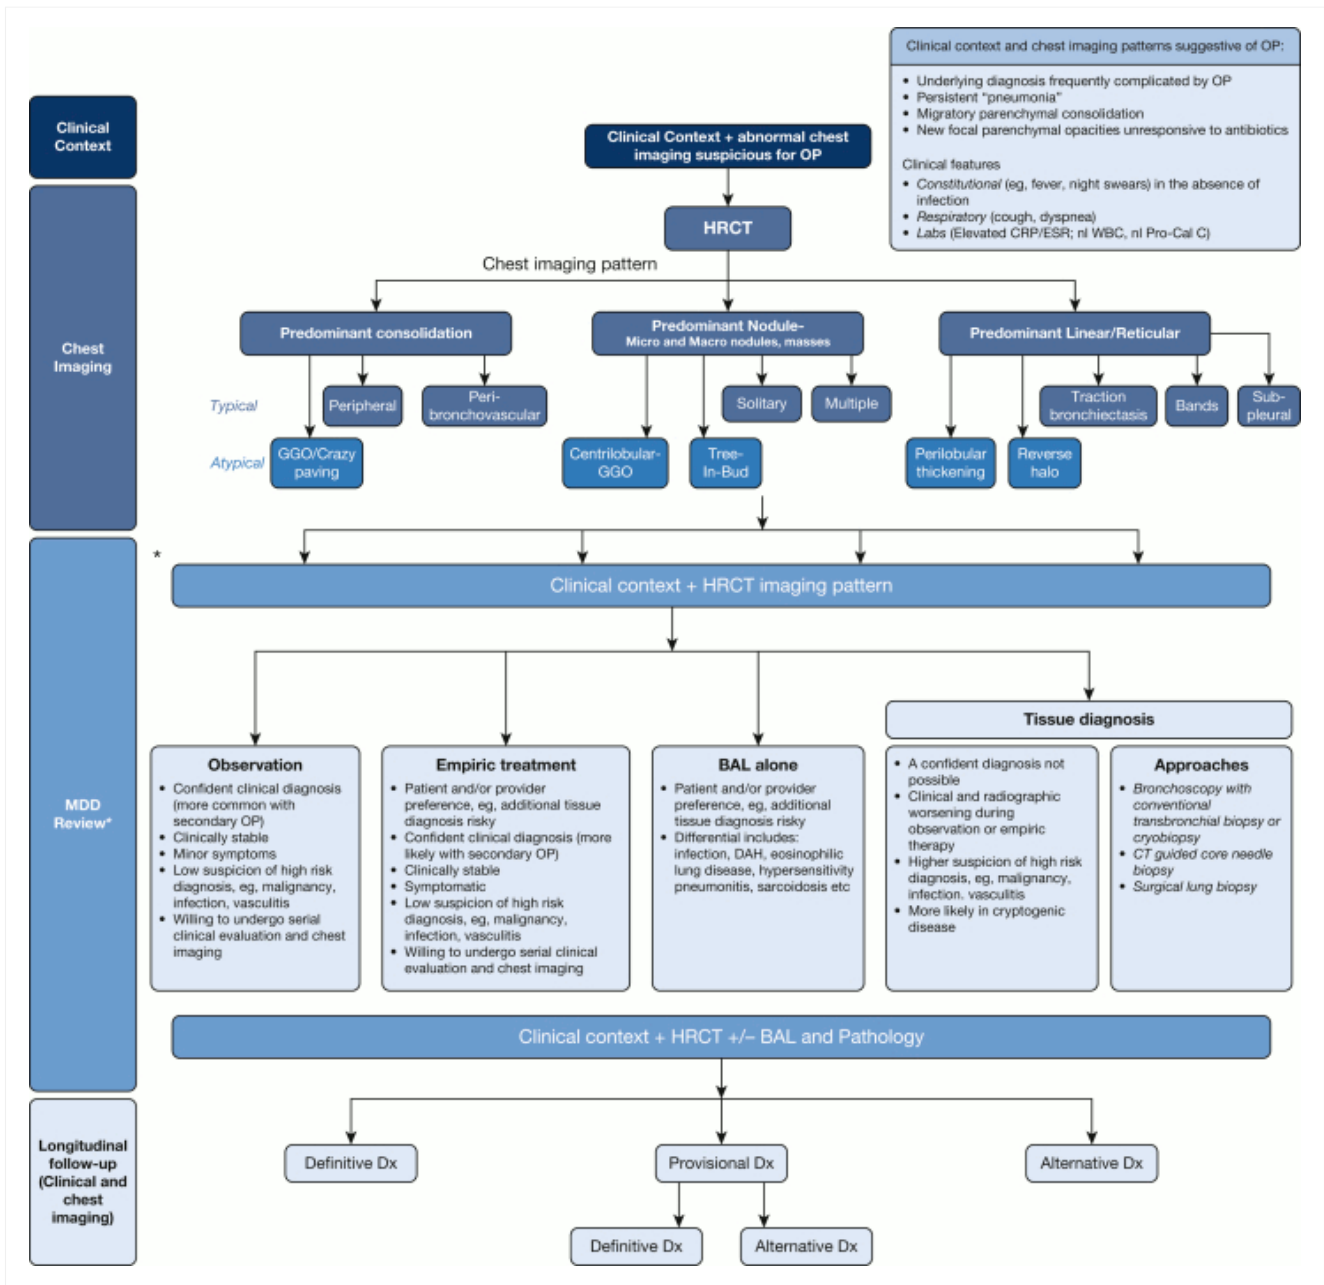 Clinical context and chest imaging patterns suggestive of OP:
• Underlying diagnosis frequently complicated by OP
• Persistent “pneumonia”
• Migratory parenchymal consolidation
• New focal parenchymal opacities unresponsive to antibiotics
Clinical features
• Constitutional (eg, fever, night swears) in the absence of
infection
• Respiratory (cough, dyspnea)
• Labs (Elevated CRP/ESR; nl WBC, nl Pro-Cal C)
Clinical
Context
Clinical Context + abnormal chest
imaging suspicious for OP
HRCT
Chest imaging pattern
Chest
Imaging
Predominant consolidation
Predominant Nodule-
Micro and Macro nodules, masses
Predominant Linear/Reticular
Typical
Peripheral
Peri-
bronchovascular
Solitary
Multiple
Traction
bronchiectasis
Bands
Sub-
pleural
Atypical
GGO/Crazy
paving
Centrilobular-
GGO
Tree-
In-Bud
Perilobular
thickening
Reverse
halo
*
Clinical context + HRCT imaging pattern
MDD
Review*
Observation
• Confident clinical diagnosis
(more common with
secondary OP)
• Clinically stable
• Minor symptoms
• Low suspicion of high risk
diagnosis, eg, malignancy,
infection, vasculitis
• Willing to undergo serial
clinical evaluation and chest
imaging
Empiric treatment
• Patient and/or provider
preference, eg, additional tissue
diagnosis risky
• Confident clinical diagnosis (more
likely with secondary OP)
• Clinically stable
• Symptomatic
• Low suspicion of high risk
diagnosis, eg, malignancy,
infection, vasculitis
• Willing to undergo serial clinical
evaluation and chest imaging
BAL alone
• Patient and/or provider
preference, eg, additional
tissue diagnosis risky
• Differential includes:
infection, DAH, eosinophilic
lung disease, hypersensitivity
pneumonitis, sarcoidosis etc
Tissue diagnosis
• A confident diagnosis not
possible
• Clinical and radiographic
worsening during
observation or empiric
therapy
• Higher suspicion of high risk
diagnosis, eg, malignancy,
infection. vasculitis
• More likely in cryptogenic
disease
Approaches
• Bronchoscopy with
conventional
transbronchial biopsy or
cryobiopsy
• CT guided core needle
biopsy
• Surgical lung biopsy
Clinical context + HRCT +/– BAL and Pathology
Longitudinal
follow-up
(Clinical and
chest
imaging)
Definitive Dx
Provisional Dx
Alternative Dx
Definitive Dx
Alternative Dx